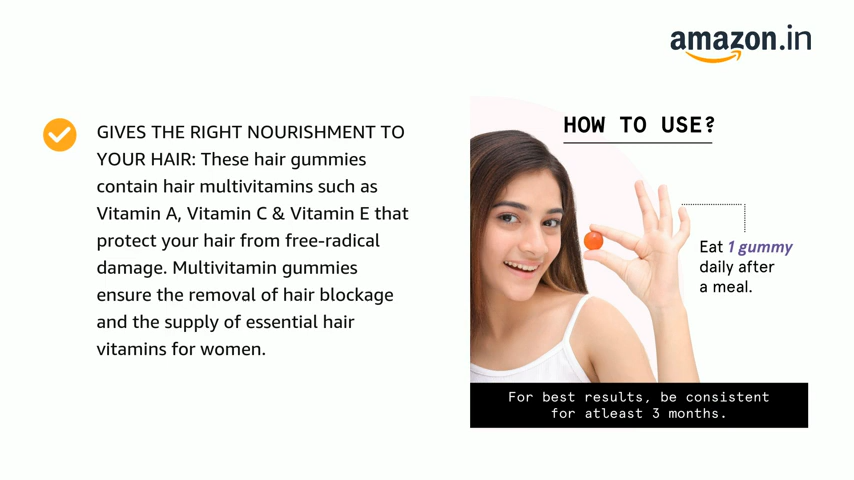 amazon.in
GIVES THE RIGHT NOURISHMENT TO
YOUR HAIR: These hair gummies
contain hair multivitamins such as
Vitamin A, Vitamin C & Vitamin E that
protect your hair from free-radical
damage. Multivitamin gummies
ensure the removal of hair blockage
and the supply of essential hair
vitamins for women.
HOW TO USE?
Eat 1 gummy
daily after
a meal.
For best results, be consistent
for atleast 3 months.